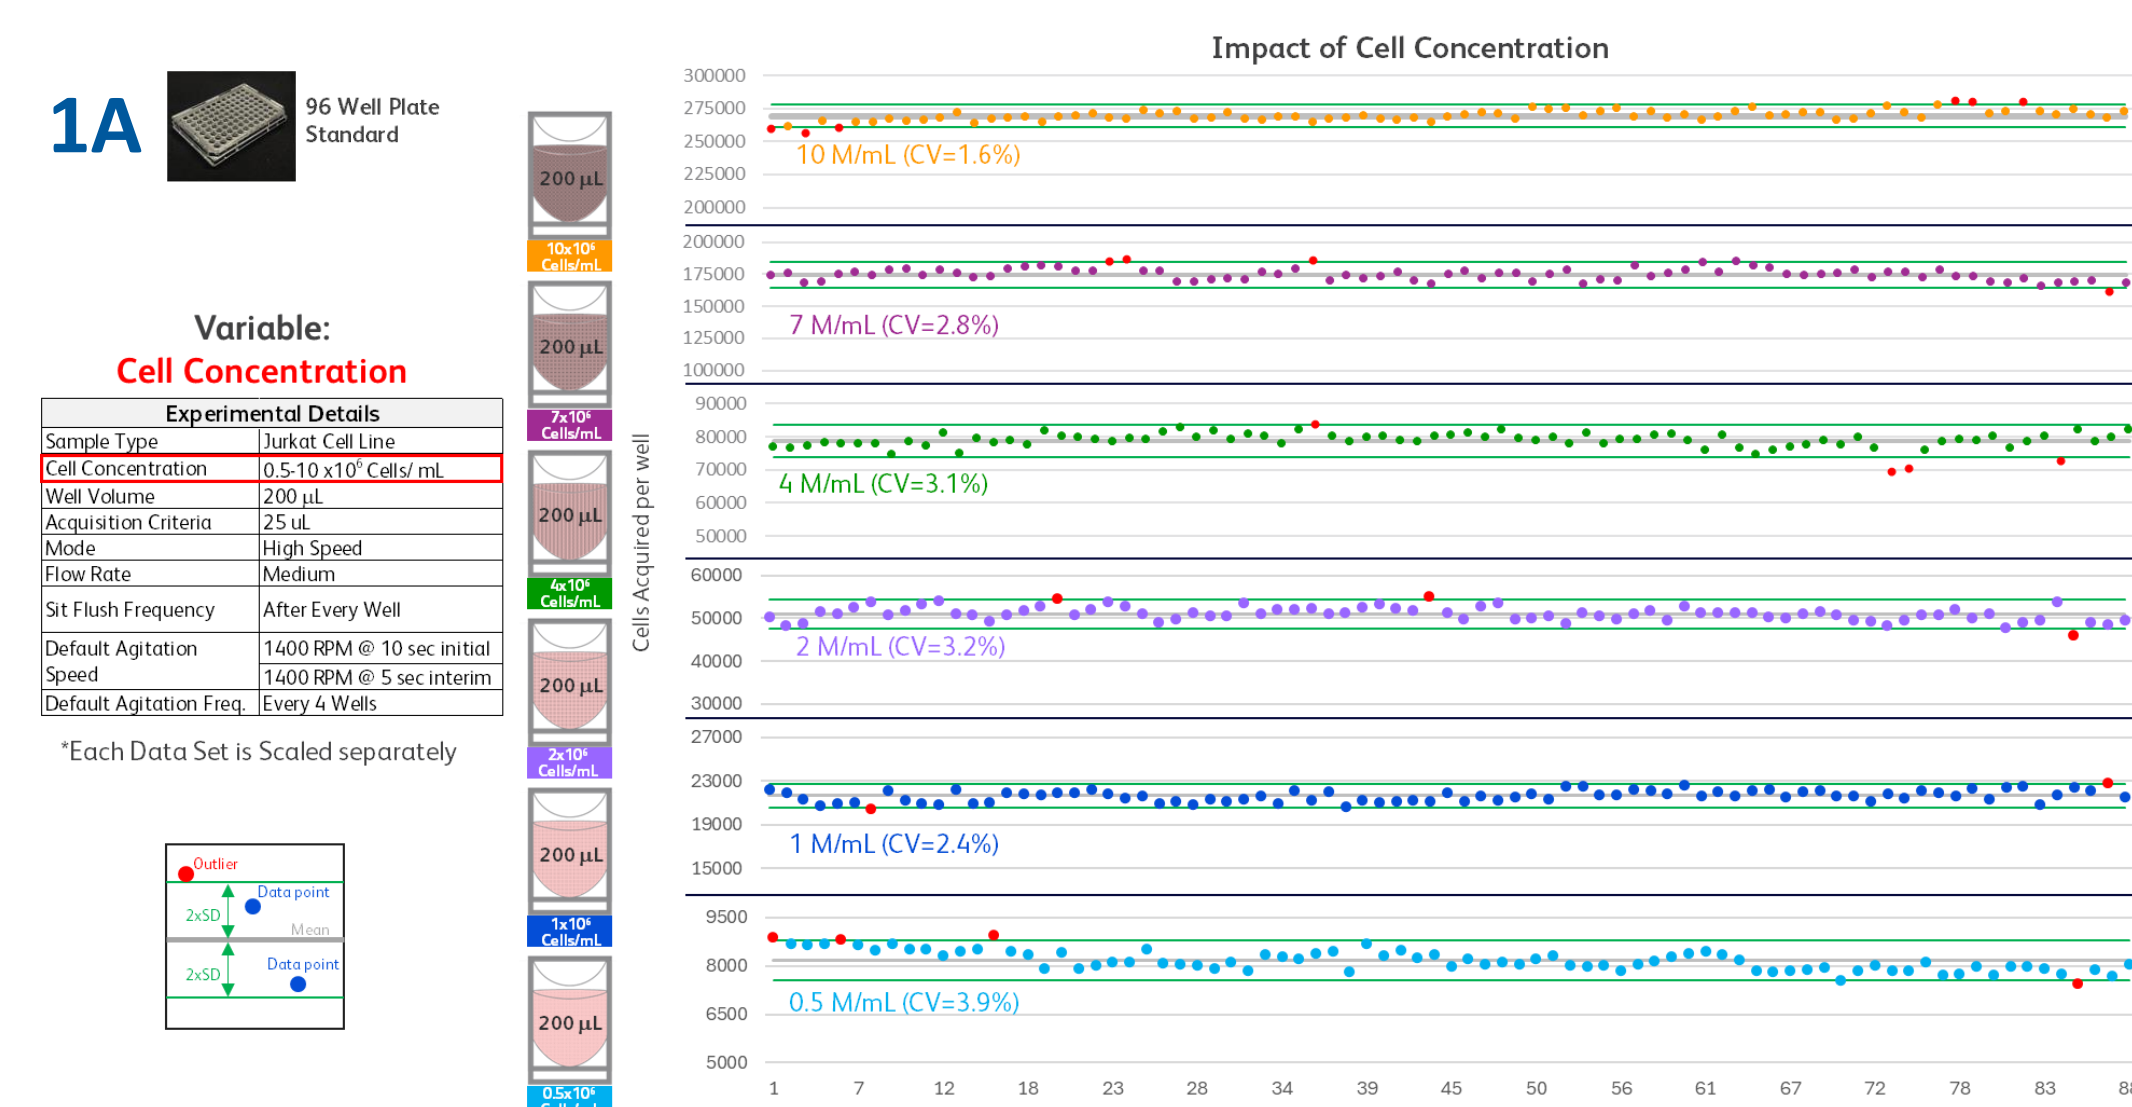 Impact of Cell Concentration
1A
96 Well Plate
Standard
Variable:
Cell Concentration
Experimental Details
Sample Type Jurkat Cell Line
Cell Concentration 0.5-10 x10⁶ Cells/ mL
Well Volume 200 µL
Acquisition Criteria 25 uL
Mode High Speed
Flow Rate Medium
Sit Flush Frequency After Every Well
Default Agitation Speed 1400 RPM @ 10 sec initial
1400 RPM @ 5 sec interim
Default Agitation Freq. Every 4 Wells
*Each Data Set is Scaled separately
Outlier
Data point
2xSD
Mean
Data point
2xSD
200 µL
10x10⁶
Cells/mL
200 µL
7x10⁶
Cells/mL
200 µL
4x10⁶
Cells/mL
200 µL
2x10⁶
Cells/mL
200 µL
1x10⁶
Cells/mL
200 µL
0.5x10⁶
Cells Acquired per well
300000
275000
250000
225000
200000
10 M/mL (CV=1.6%)
200000
175000
150000
125000
100000
7 M/mL (CV=2.8%)
90000
80000
70000
60000
50000
4 M/mL (CV=3.1%)
60000
50000
40000
30000
2 M/mL (CV=3.2%)
27000
23000
19000
15000
1 M/mL (CV=2.4%)
9500
8000
6500
5000
0.5 M/mL (CV=3.9%)
1 7 12 18 23 28 34 39 45 50 56 61 67 72 78 83 88